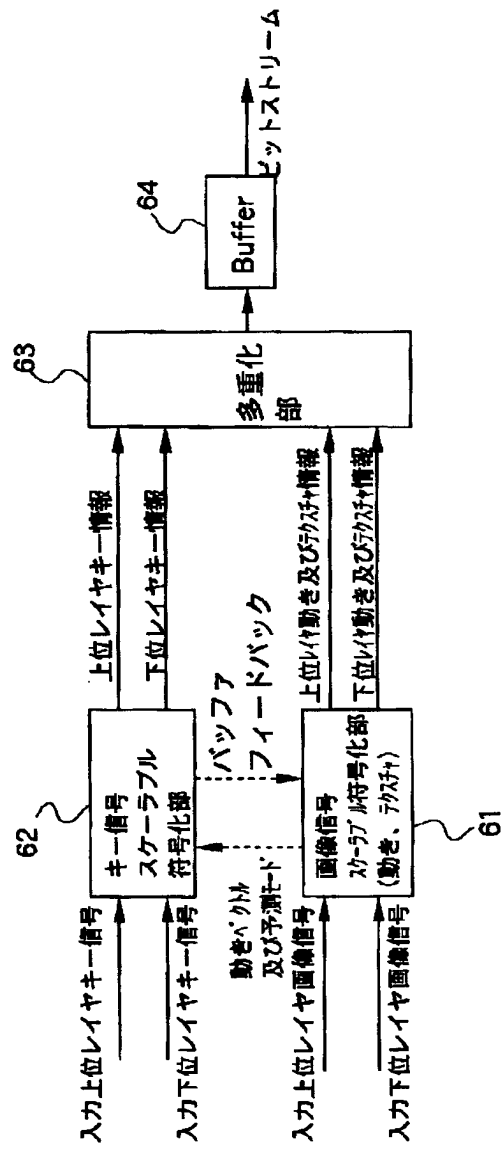 入力上位レイヤキー信号
入力下位レイヤキー信号
62
キー信号
スケーラブル
符号化部
上位レイヤキー情報
下位レイヤキー情報
動きベクトル
及び予測モード
バッファ
フィードバック
入力上位レイヤ画像信号
入力下位レイヤ画像信号
画像信号
スケーラブル符号化部
(動き、テクスチャ)
61
上位レイヤ動き及びテクスチャ情報
下位レイヤ動き及びテクスチャ情報
63
多重化
部
64
Buffer
ビットストリーム